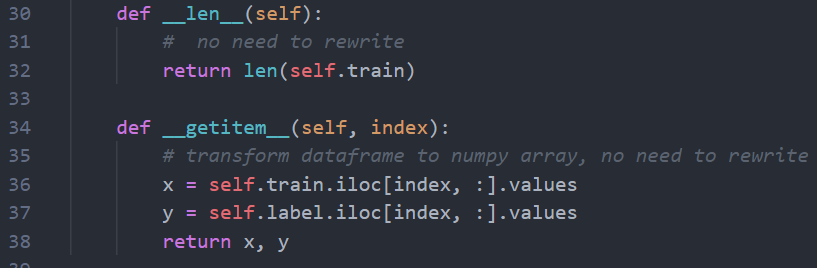 30 def __len__(self):
31 # no need to rewrite
32 return len(self.train)
33
34 def __getitem__(self, index):
35 # transform dataframe to numpy array, no need to rewrite
36 x = self.train.iloc[index, :].values
37 y = self.label.iloc[index, :].values
38 return x, y